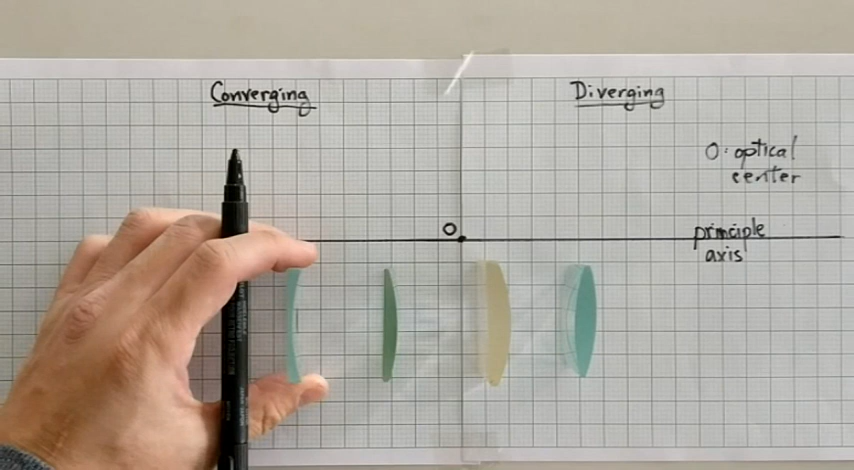 Converging
Diverging
O: optical
center
O
principle
axis